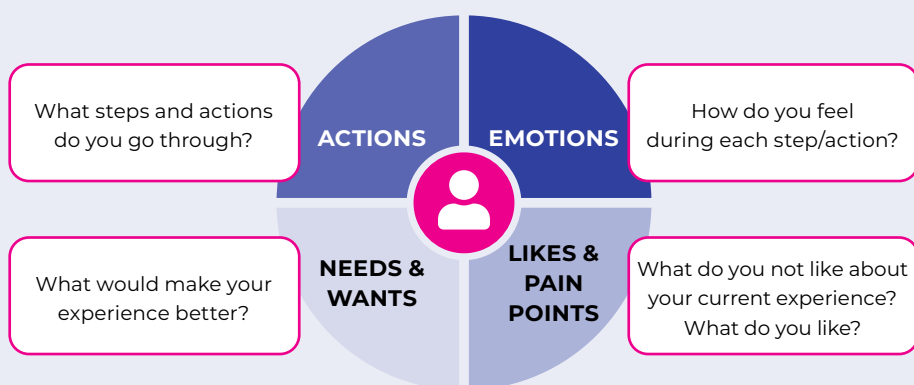 What steps and actions
do you go through?
ACTIONS
EMOTIONS
How do you feel
during each step/action?
What would make your
experience better?
NEEDS &
WANTS
LIKES &
PAIN
POINTS
What do you not like about
your current experience?
What do you like?